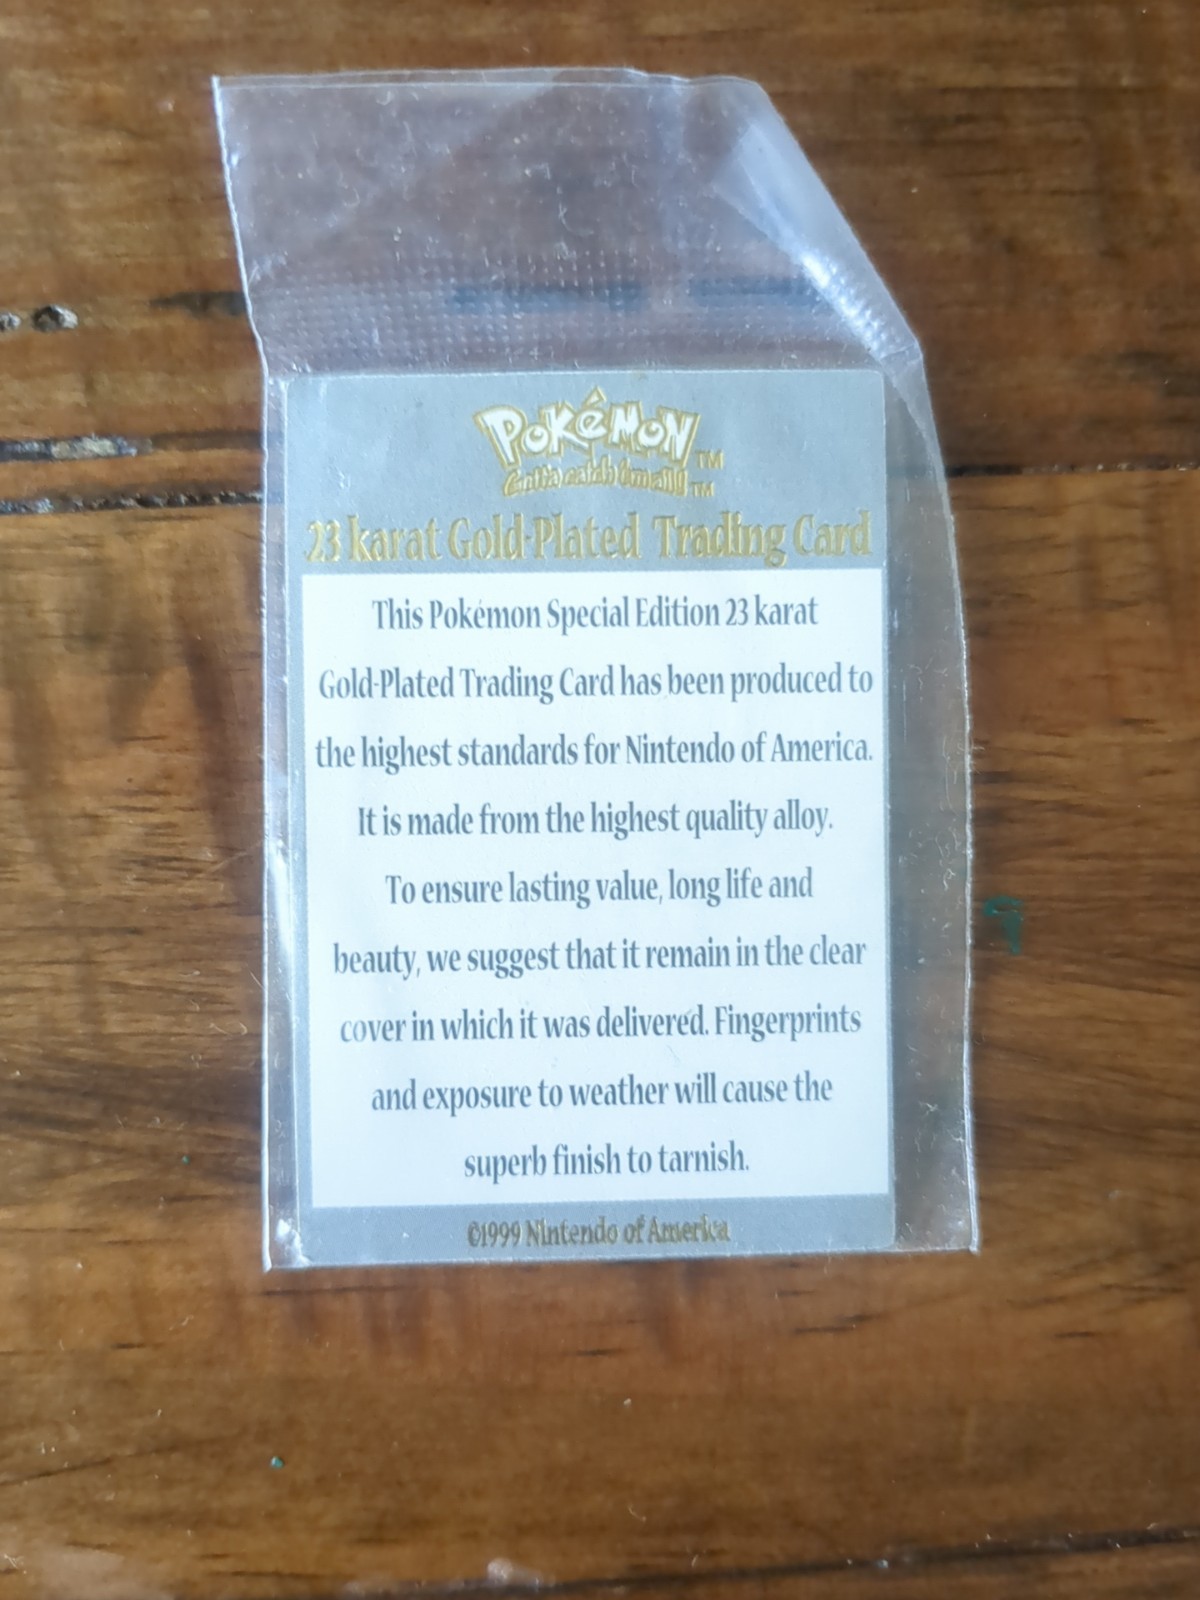 Pokémon TM
Gotta catch 'em all! TM
23 karat Gold-Plated Trading Card
This Pokémon Special Edition 23 karat
Gold-Plated Trading Card has been produced to
the highest standards for Nintendo of America.
It is made from the highest quality alloy.
To ensure lasting value, long life and
beauty, we suggest that it remain in the clear
cover in which it was delivered. Fingerprints
and exposure to weather will cause the
superb finish to tarnish.
©1999 Nintendo of America